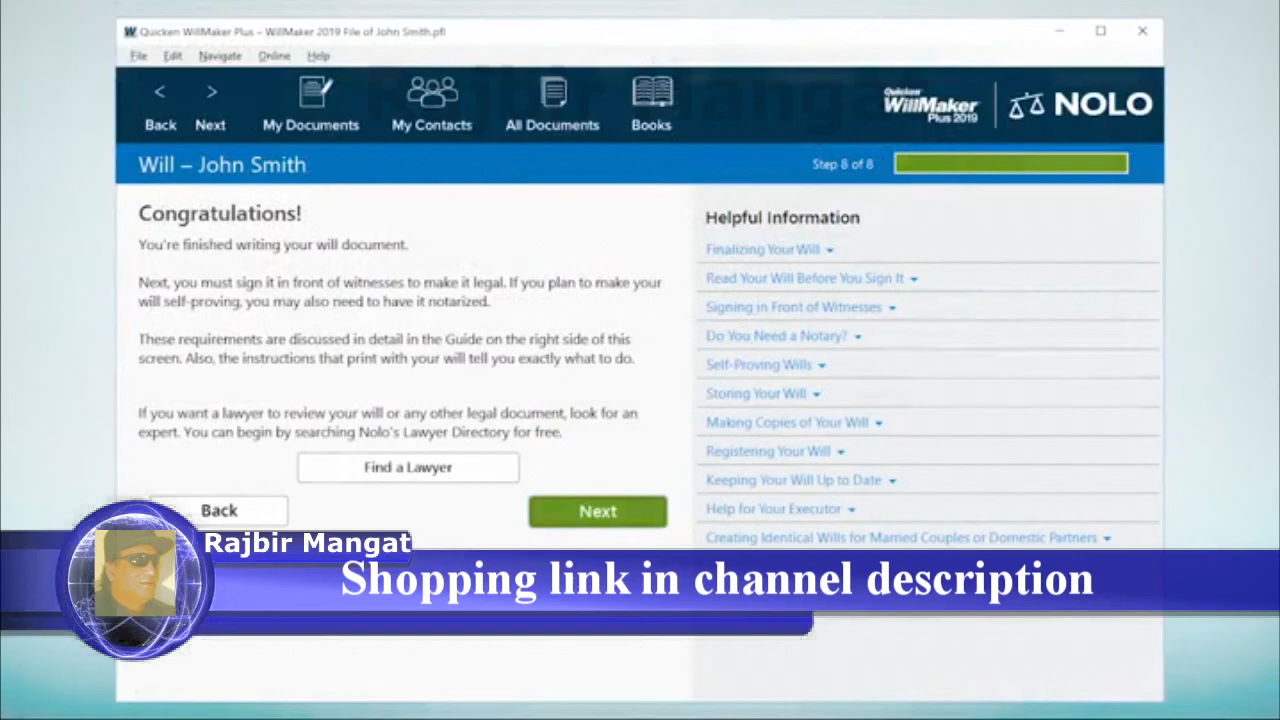 Quicken WillMaker Plus – WillMaker 2019 File of John Smith.pfl
File Edit Navigate Online Help
Back Next My Documents My Contacts All Documents Books
Quicken WillMaker Plus 2019 NOLO
Will – John Smith
Step 8 of 8
Congratulations!
You're finished writing your will document.
Next, you must sign it in front of witnesses to make it legal. If you plan to make your
will self-proving, you may also need to have it notarized.
These requirements are discussed in detail in the Guide on the right side of this
screen. Also, the instructions that print with your will tell you exactly what to do.
If you want a lawyer to review your will or any other legal document, look for an
expert. You can begin by searching Nolo's Lawyer Directory for free.
Find a Lawyer
Back
Next
Helpful Information
Finalizing Your Will
Read Your Will Before You Sign It
Signing in Front of Witnesses
Do You Need a Notary?
Self-Proving Wills
Storing Your Will
Making Copies of Your Will
Registering Your Will
Keeping Your Will Up to Date
Help for Your Executor
Creating Identical Wills for Married Couples or Domestic Partners
Rajbir Mangat
Shopping link in channel description